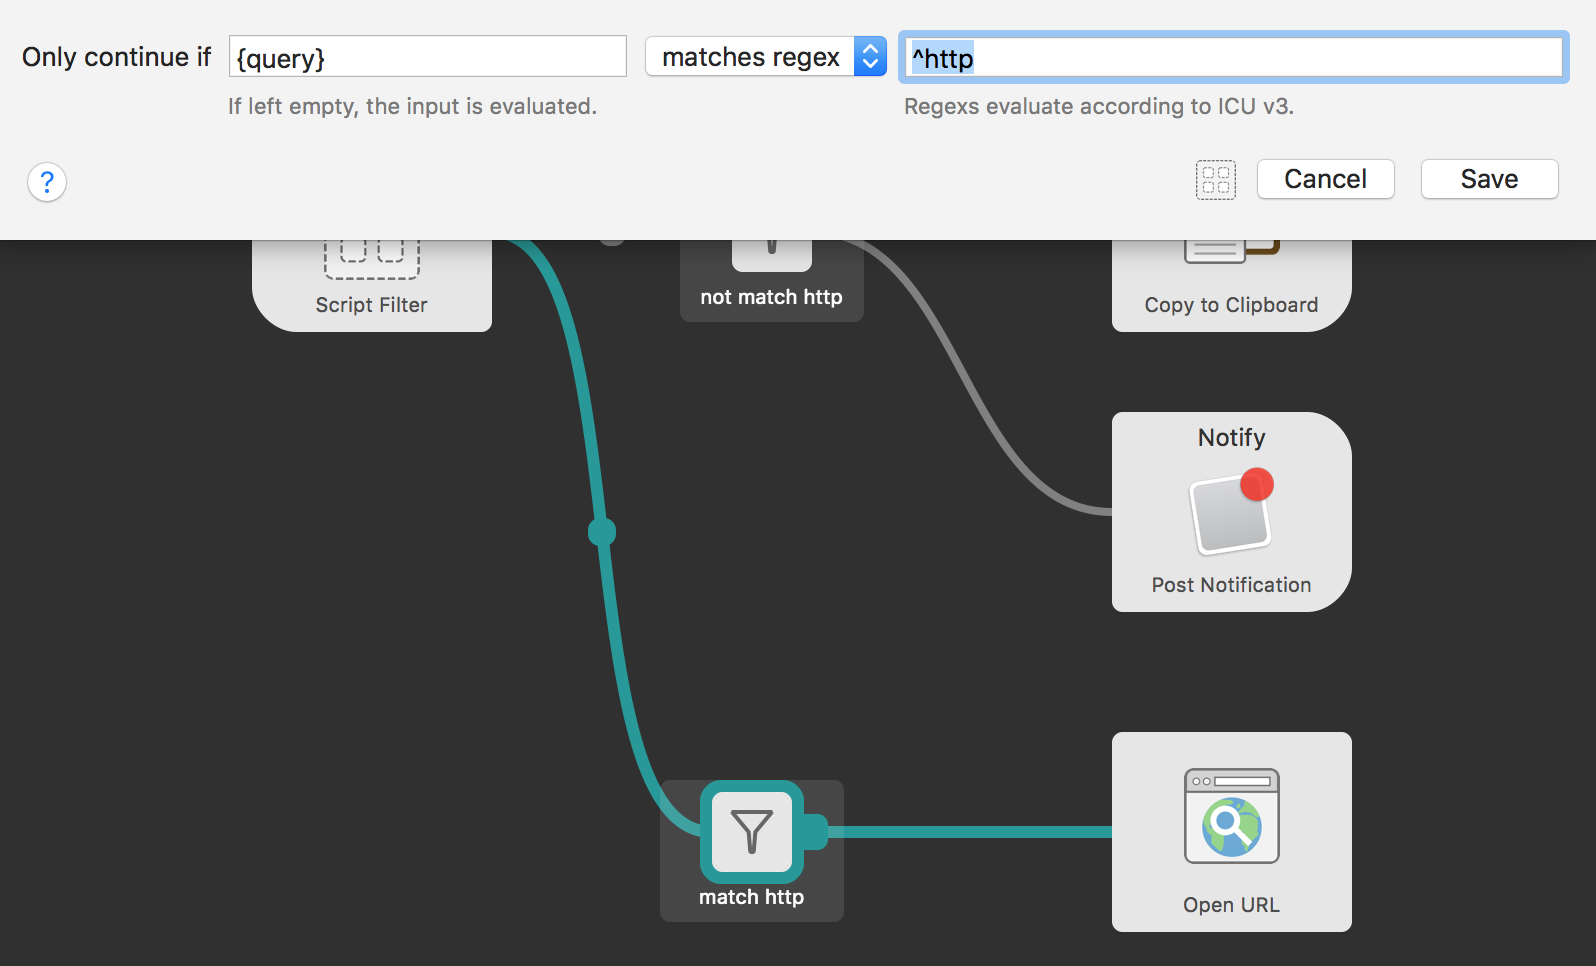 Only continue if {query} matches regex ^http
If left empty, the input is evaluated. Regexs evaluate according to ICU v3.
? Cancel Save
not match http
Script Filter Copy to Clipboard
Notify
Post Notification
match http
Open URL